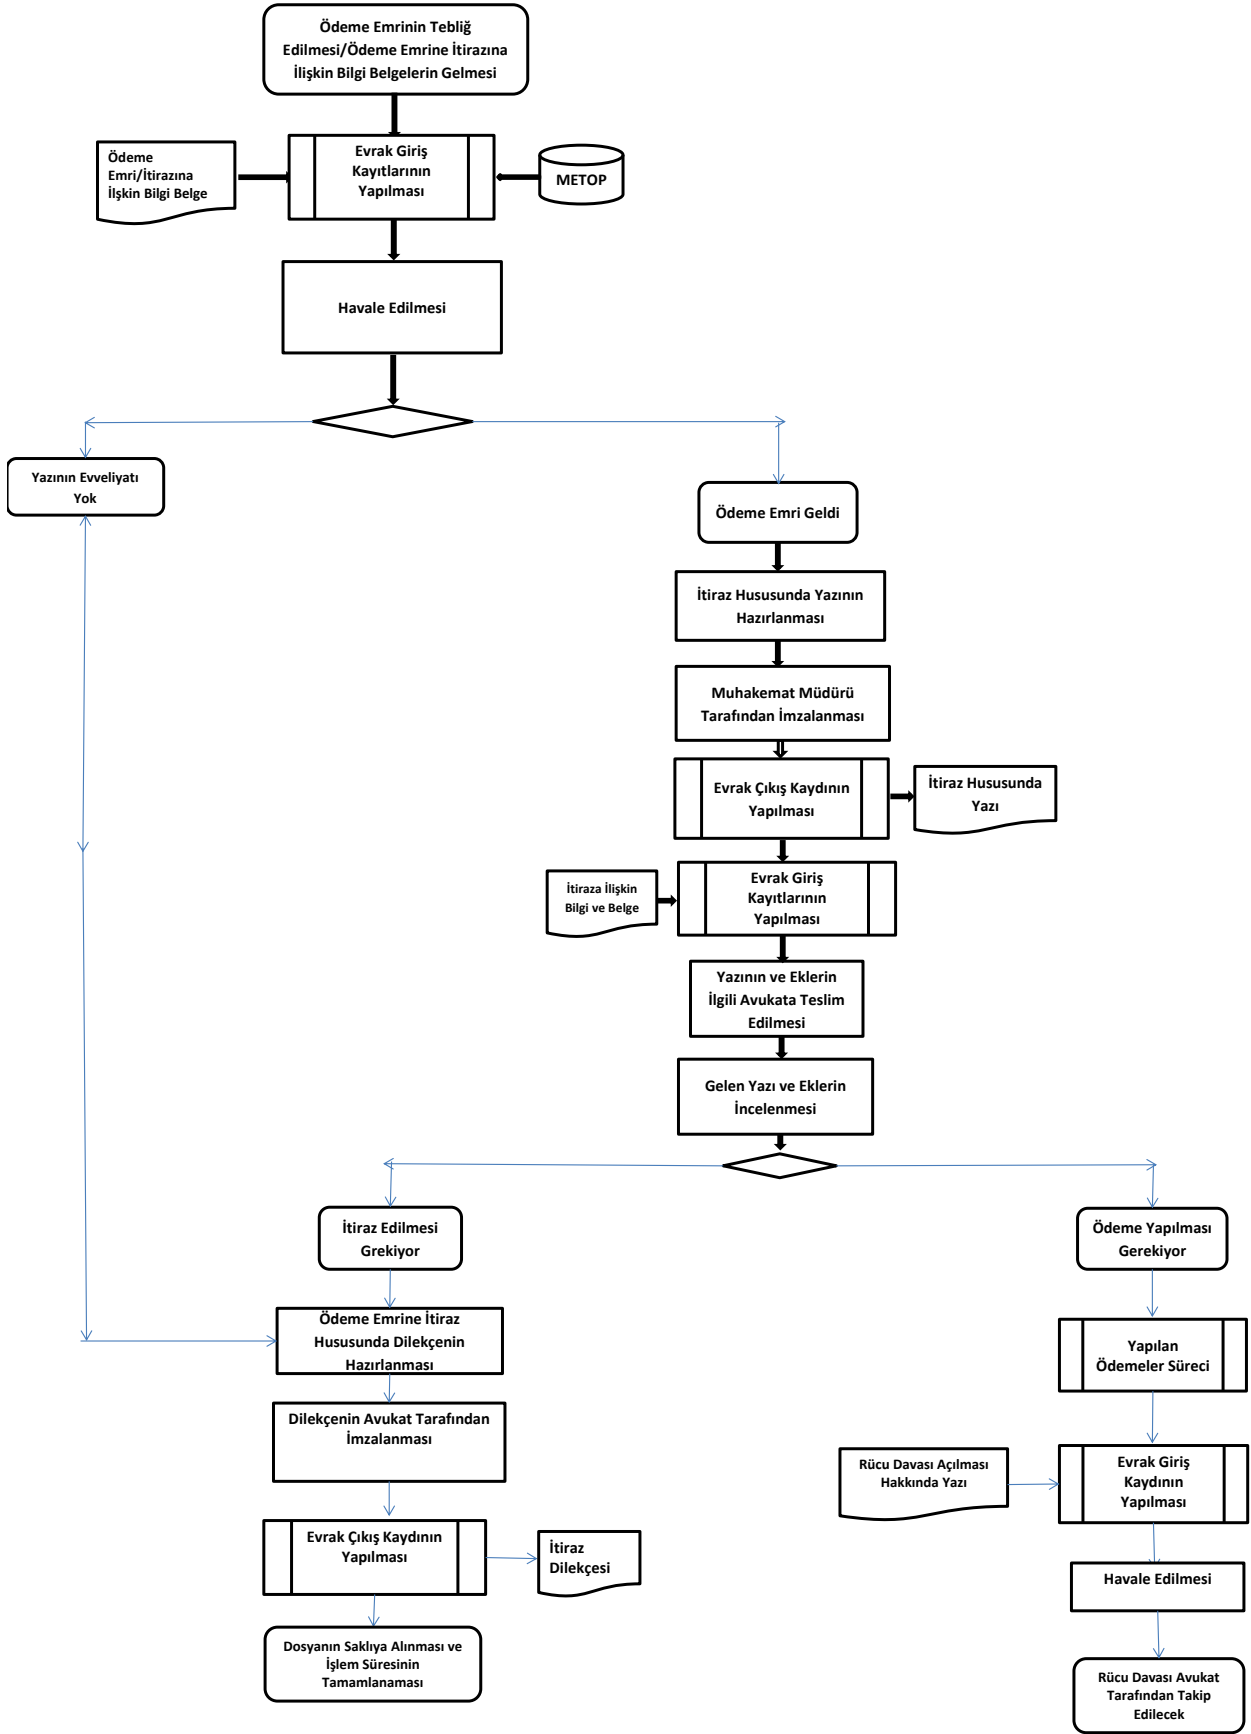 Ödeme Emrinin Tebliğ
Edilmesi/Ödeme Emrine İtirazına
İlişkin Bilgi Belgelerin Gelmesi
Ödeme
Emri/İtirazına
İlşkin Bilgi Belge
Evrak Giriş
Kayıtlarının
Yapılması
METOP
Havale Edilmesi
Yazının Evveliyatı
Yok
Ödeme Emri Geldi
İtiraz Hususunda Yazının
Hazırlanması
Muhakemat Müdürü
Tarafından İmzalanması
Evrak Çıkış Kaydının
Yapılması
İtiraz Hususunda
Yazı
İtiraza İlişkin
Bilgi ve Belge
Evrak Giriş
Kayıtlarının
Yapılması
Yazının ve Eklerin
İlgili Avukata Teslim
Edilmesi
Gelen Yazı ve Eklerin
İncelenmesi
İtiraz Edilmesi
Grekiyor
Ödeme Yapılması
Gerekiyor
Ödeme Emrine İtiraz
Hususunda Dilekçenin
Hazırlanması
Yapılan
Ödemeler Süreci
Dilekçenin Avukat Tarafından
İmzalanması
Rücu Davası Açılması
Hakkında Yazı
Evrak Giriş
Kaydının
Yapılması
Evrak Çıkış Kaydının
Yapılması
İtiraz
Dilekçesi
Havale Edilmesi
Dosyanın Saklıya Alınması ve
İşlem Süresinin
Tamamlanaması
Rücu Davası Avukat
Tarafından Takip
Edilecek